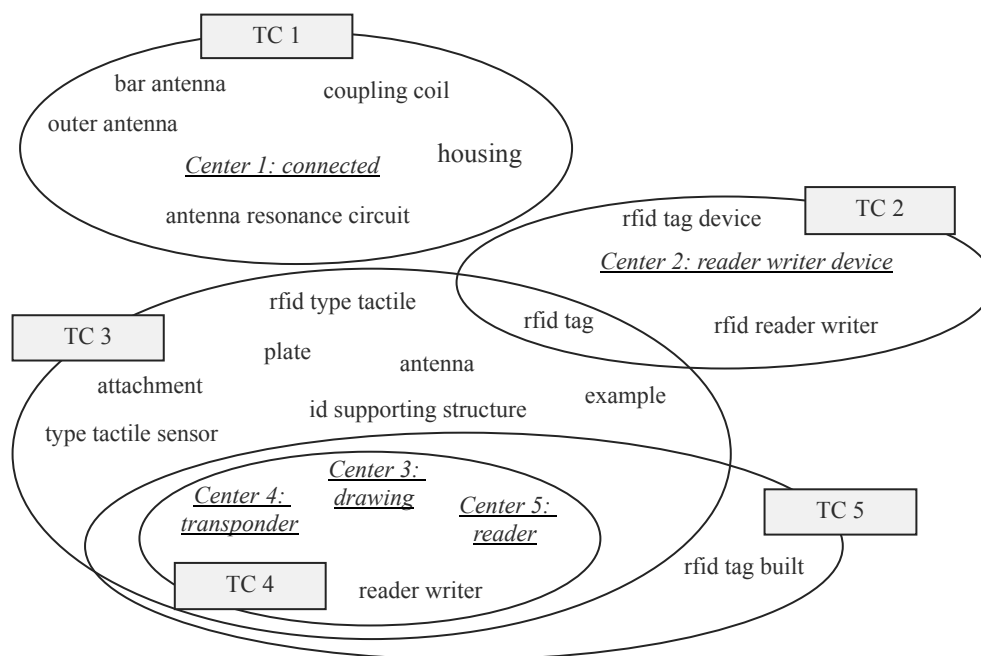 TC 1
bar antenna
coupling coil
outer antenna
Center 1: connected
housing
antenna resonance circuit
TC 2
rfid tag device
Center 2: reader writer device
rfid tag
rfid reader writer
TC 3
rfid type tactile
plate
antenna
attachment
example
id supporting structure
type tactile sensor
Center 3:
drawing
Center 4:
transponder
Center 5:
reader
TC 5
rfid tag built
TC 4
reader writer